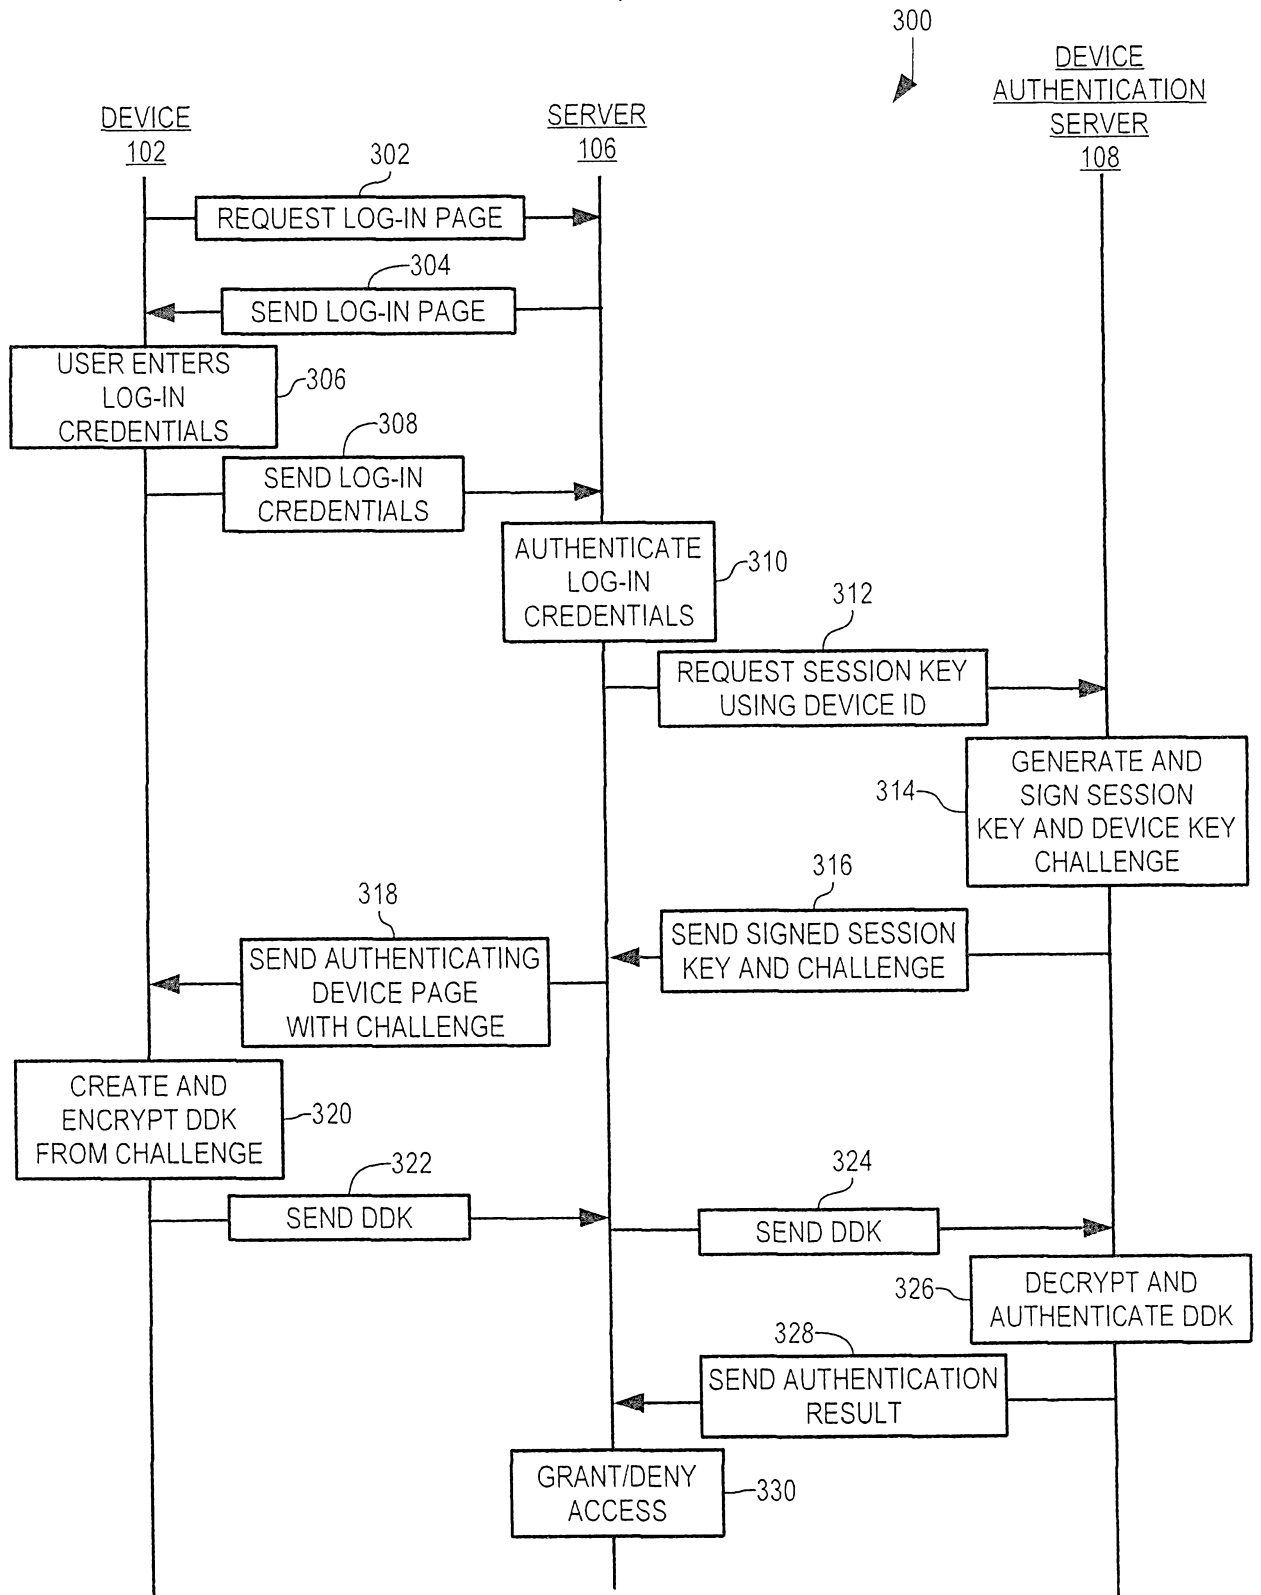 300
DEVICE
AUTHENTICATION
SERVER
108
DEVICE
102
SERVER
106
302
REQUEST LOG-IN PAGE
304
SEND LOG-IN PAGE
USER ENTERS
LOG-IN
CREDENTIALS
306
308
SEND LOG-IN
CREDENTIALS
AUTHENTICATE
LOG-IN
CREDENTIALS
310
312
REQUEST SESSION KEY
USING DEVICE ID
314
GENERATE AND
SIGN SESSION
KEY AND DEVICE KEY
CHALLENGE
316
SEND SIGNED SESSION
KEY AND CHALLENGE
318
SEND AUTHENTICATING
DEVICE PAGE
WITH CHALLENGE
CREATE AND
ENCRYPT DDK
FROM CHALLENGE
320
322
SEND DDK
324
SEND DDK
326
DECRYPT AND
AUTHENTICATE DDK
328
SEND AUTHENTICATION
RESULT
GRANT/DENY
ACCESS
330